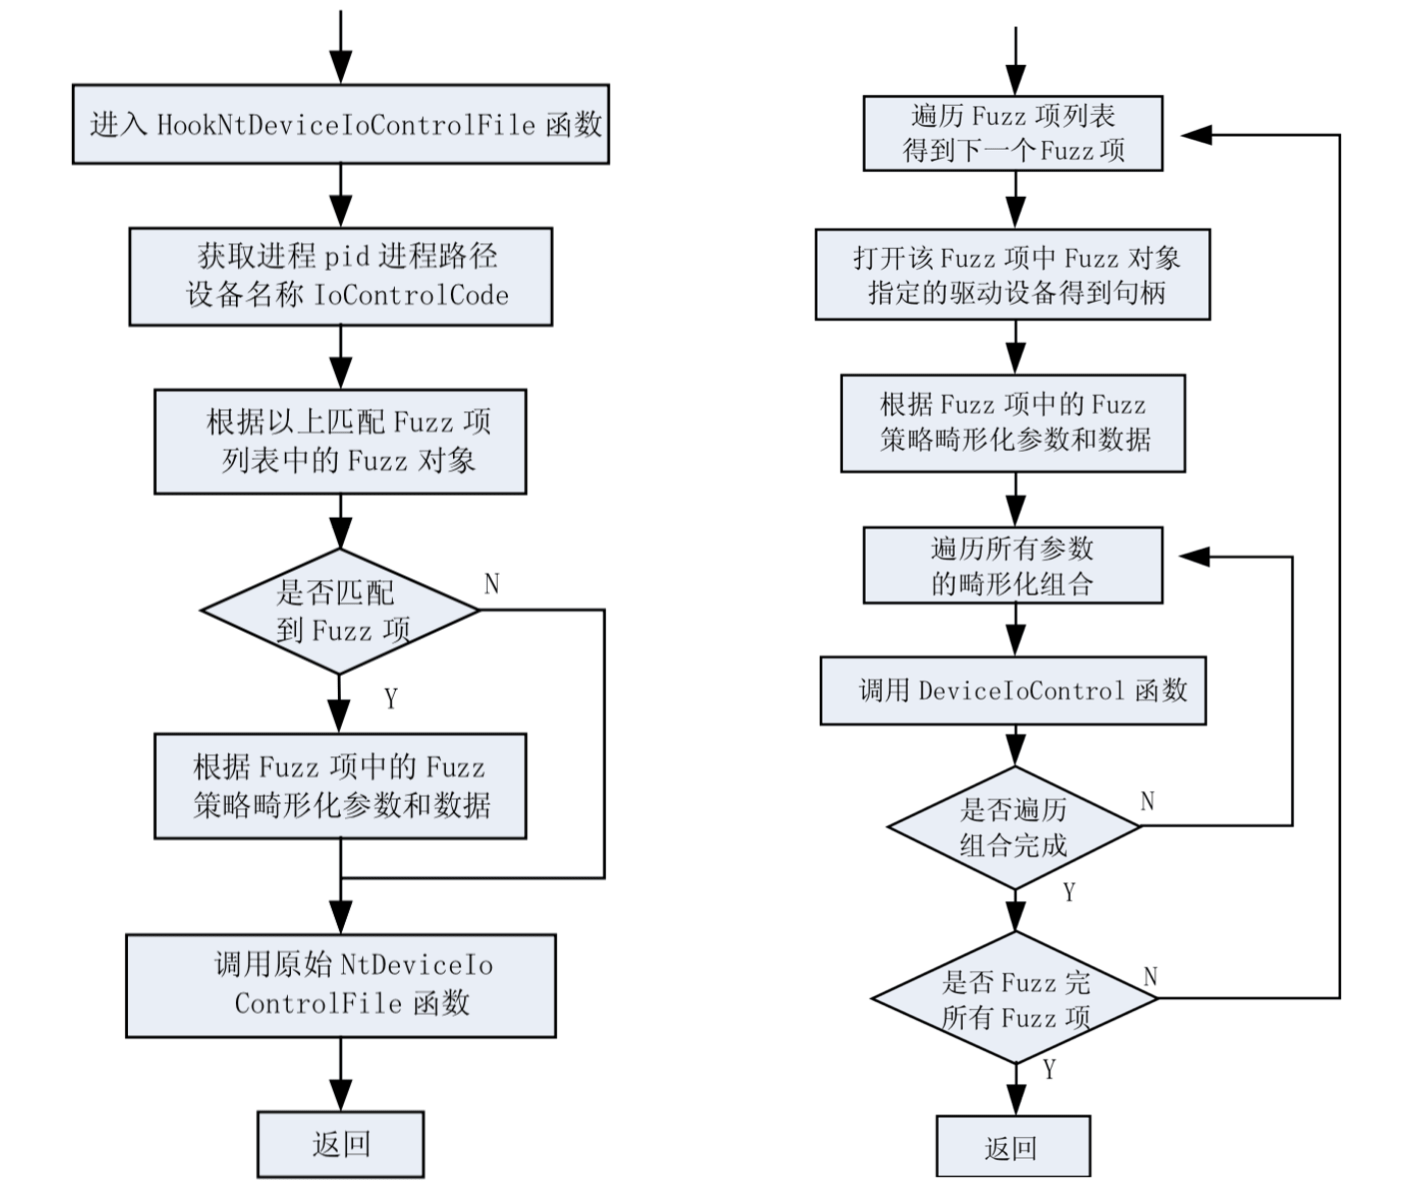 进入 HookNtDeviceIoControlFile 函数
获取进程 pid 进程路径
设备名称 IoControlCode
根据以上匹配 Fuzz 项
列表中的 Fuzz 对象
是否匹配
到 Fuzz 项
N
Y
根据 Fuzz 项中的 Fuzz
策略畸形化参数和数据
调用原始 NtDeviceIo
ControlFile 函数
返回
遍历 Fuzz 项列表
得到下一个 Fuzz 项
打开该 Fuzz 项中 Fuzz 对象
指定的驱动设备得到句柄
根据 Fuzz 项中的 Fuzz
策略畸形化参数和数据
遍历所有参数
的畸形化组合
调用 DeviceIoControl 函数
是否遍历
组合完成
N
Y
是否 Fuzz 完
所有 Fuzz 项
N
Y
返回